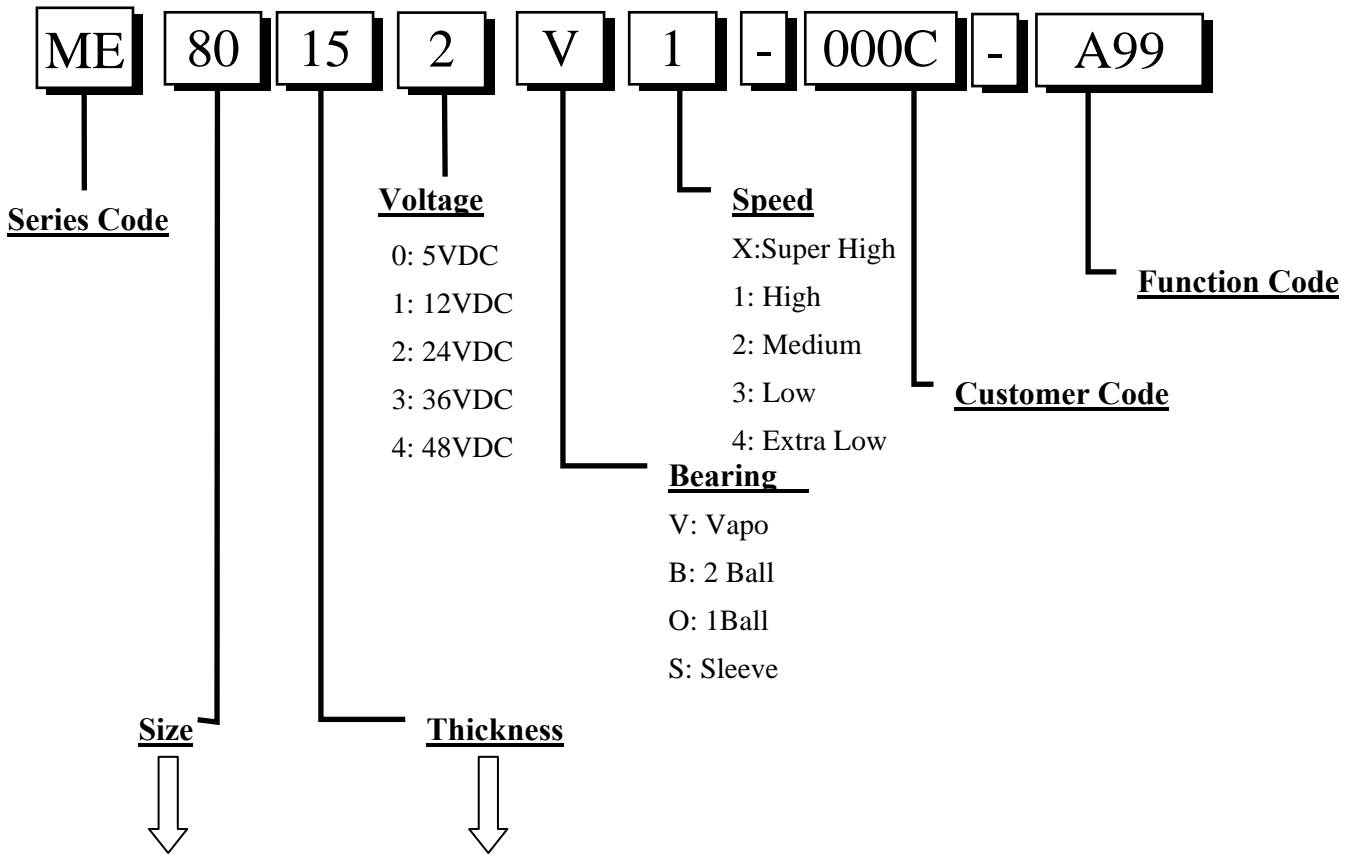 ME 80 15 2 V 1 - 000C - A99
Series Code
Voltage
0: 5VDC
1: 12VDC
2: 24VDC
3: 36VDC
4: 48VDC
Speed
X:Super High
1: High
2: Medium
3: Low
4: Extra Low
Function Code
Customer Code
Bearing
V: Vapo
B: 2 Ball
O: 1Ball
S: Sleeve
Size
Thickness